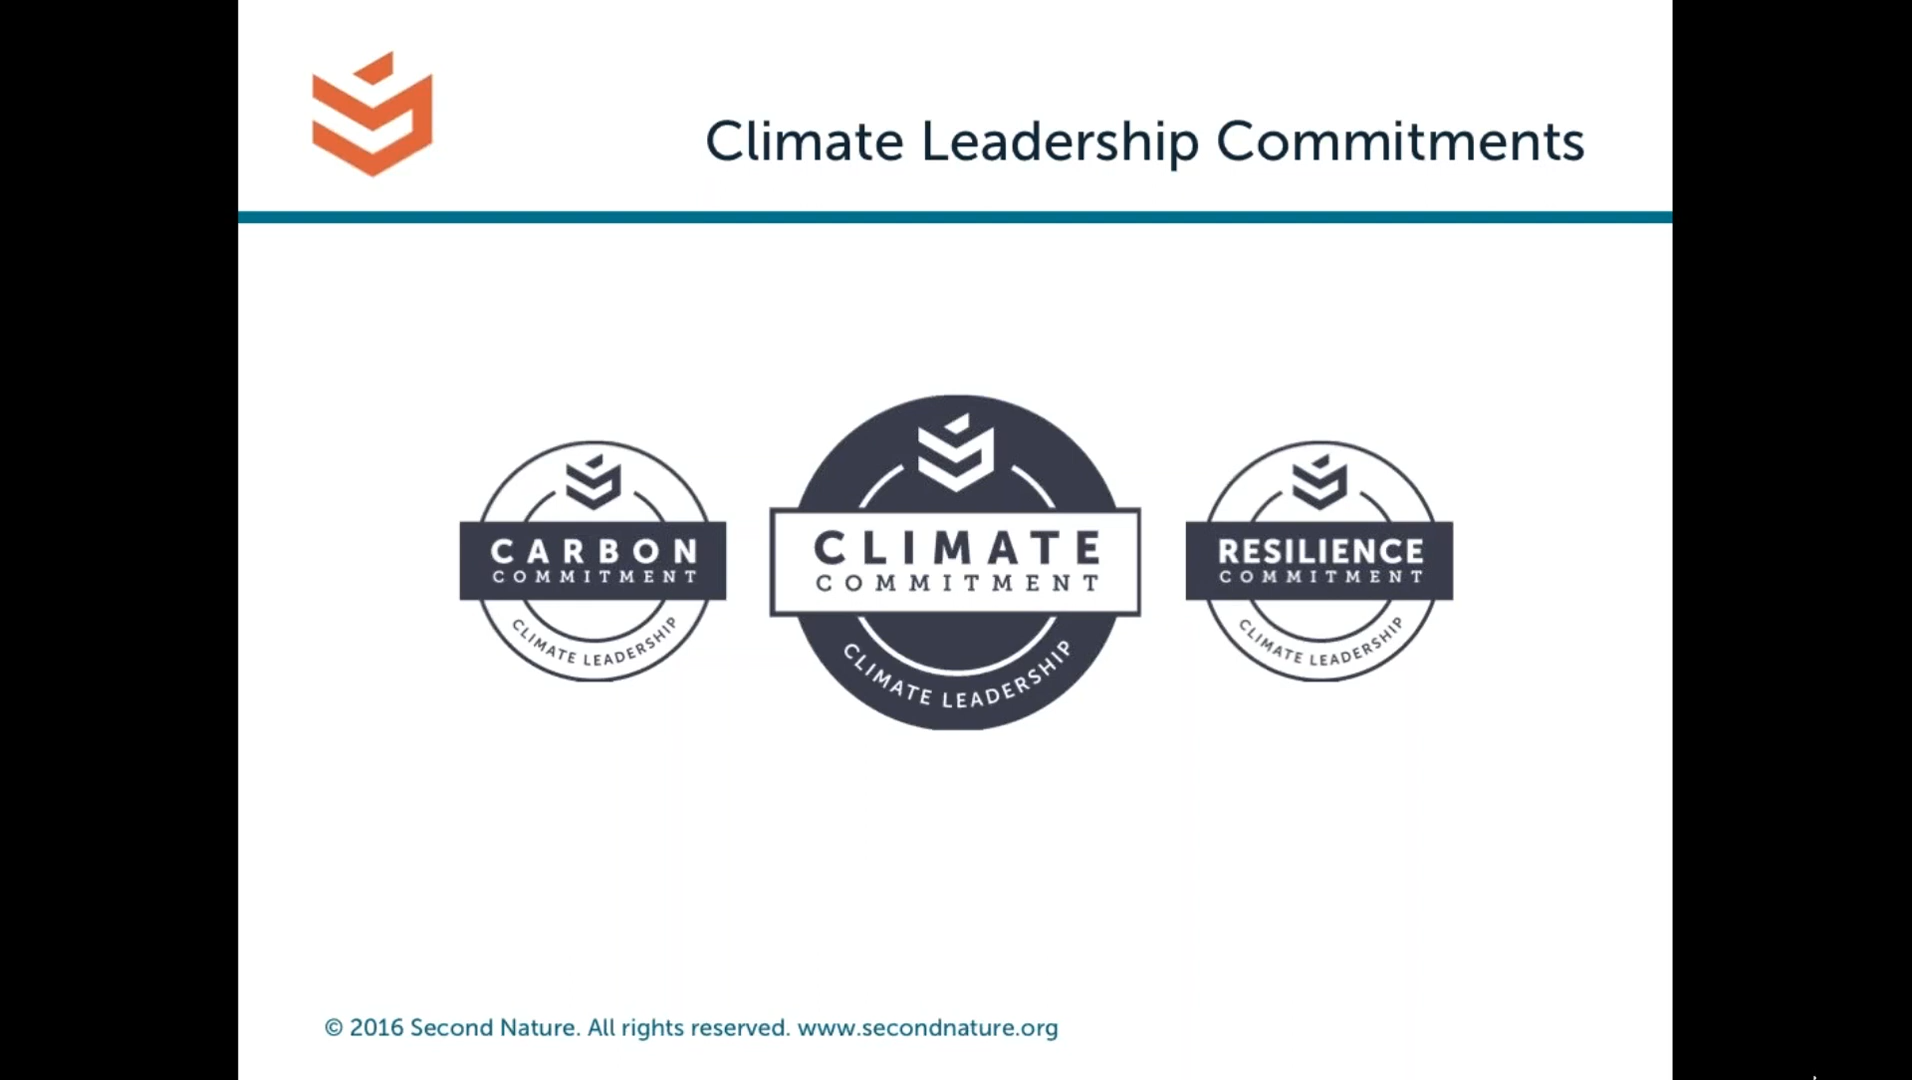 Climate Leadership Commitments
CARBON
COMMITMENT
CLIMATE LEADERSHIP
CLIMATE
COMMITMENT
CLIMATE LEADERSHIP
RESILIENCE
COMMITMENT
CLIMATE LEADERSHIP
© 2016 Second Nature. All rights reserved. www.secondnature.org